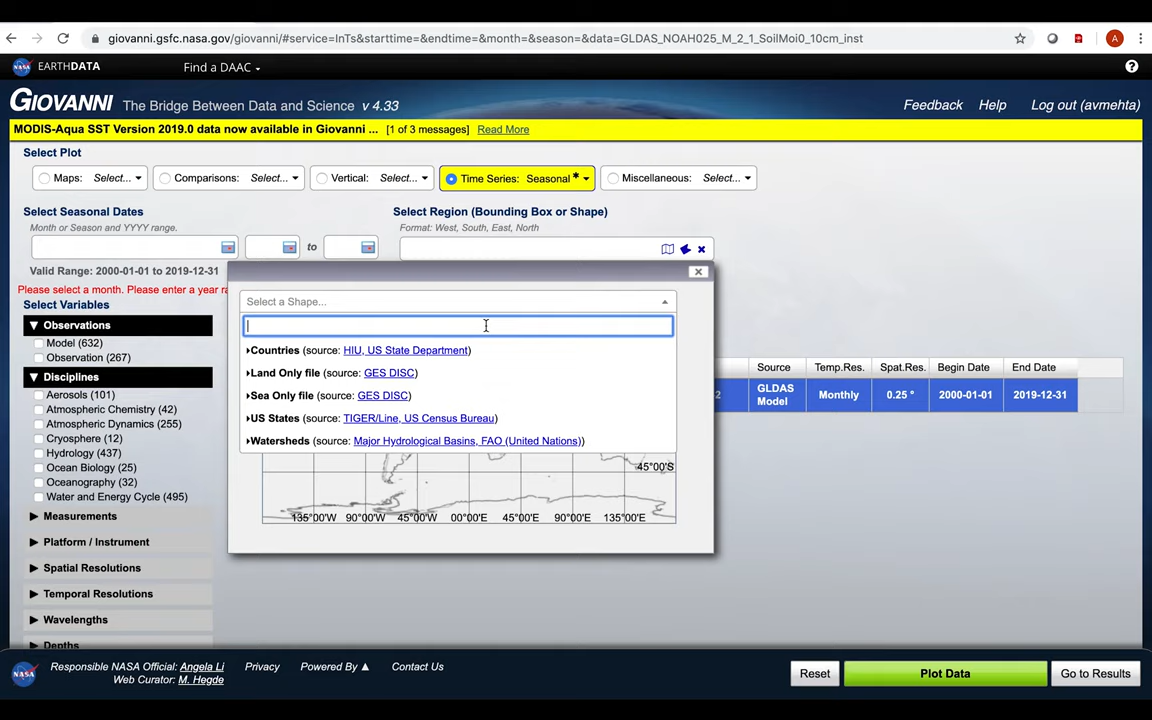 giovanni.gsfc.nasa.gov/giovanni/#service=InTs&starttime=&endtime=&month=&season=&data=GLDAS_NOAH025_M_2_1_SoilMoi0_10cm_inst
A
NASA EARTHDATA Find a DAAC ?
GIOVANNI The Bridge Between Data and Science v 4.33 Feedback Help Log out (avmehta)
MODIS-Aqua SST Version 2019.0 data now available in Giovanni ... [1 of 3 messages] Read More
Select Plot
Maps: Select... Comparisons: Select... Vertical: Select... Time Series: Seasonal * Miscellaneous: Select...
Select Seasonal Dates Select Region (Bounding Box or Shape)
Month or Season and YYYY range. Format: West, South, East, North
to
Valid Range: 2000-01-01 to 2019-12-31
Please select a month. Please enter a year ra
Select Variables Select a Shape...
Observations
Model (632)
Observation (267)
Disciplines
Aerosols (101)
Atmospheric Chemistry (42)
Atmospheric Dynamics (255)
Cryosphere (12)
Hydrology (437)
Ocean Biology (25)
Oceanography (32)
Water and Energy Cycle (495)
Measurements
Platform / Instrument
Spatial Resolutions
Temporal Resolutions
Wavelengths
Depths
Countries (source: HIU, US State Department)
Land Only file (source: GES DISC)
Sea Only file (source: GES DISC)
US States (source: TIGER/Line, US Census Bureau)
Watersheds (source: Major Hydrological Basins, FAO (United Nations))
45°00'S
135°00'W 90°00'W 45°00'W 00°00'E 45°00'E 90°00'E 135°00'E
Source Temp.Res. Spat.Res. Begin Date End Date
2 GLDAS Model Monthly 0.25 ° 2000-01-01 2019-12-31
NASA Responsible NASA Official: Angela Li Privacy Powered By Contact Us
Web Curator: M. Hegde
Reset Plot Data Go to Results